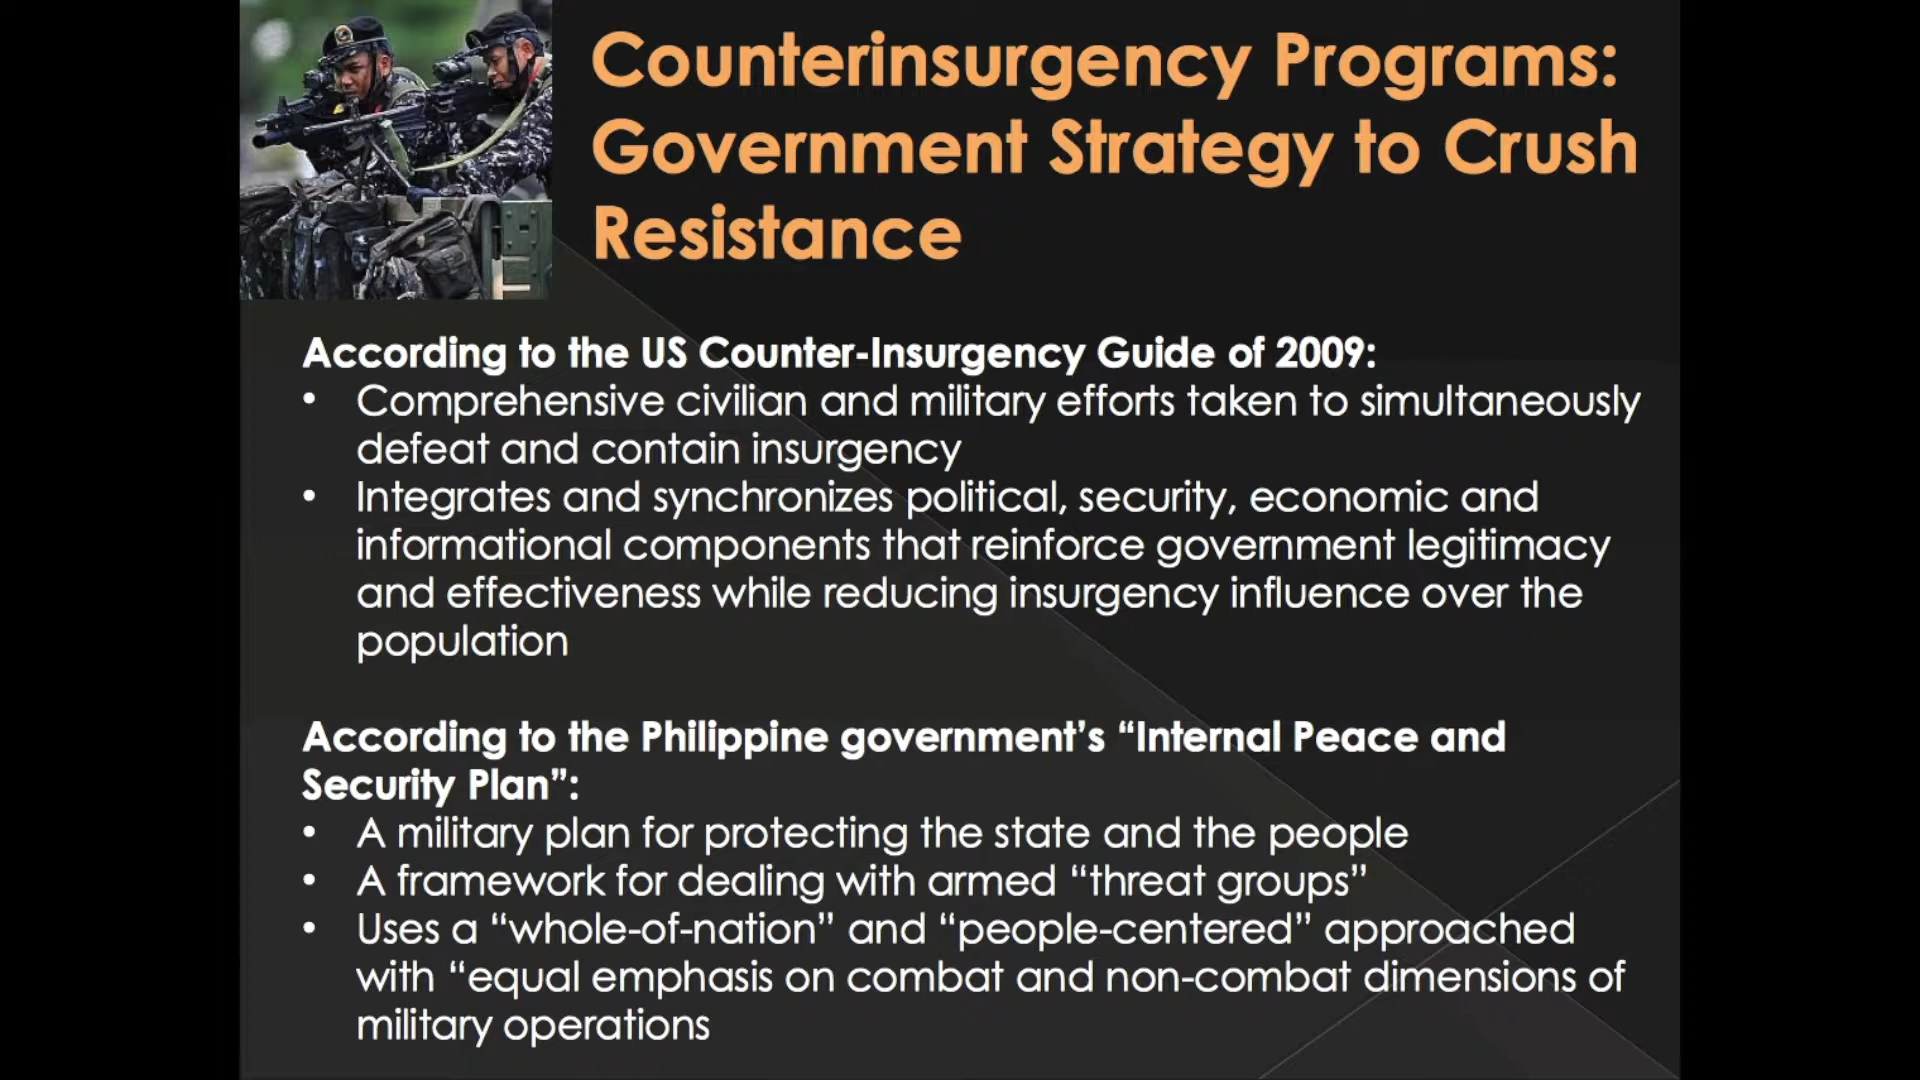 Counterinsurgency Programs:
Government Strategy to Crush
Resistance
According to the US Counter-Insurgency Guide of 2009:
• Comprehensive civilian and military efforts taken to simultaneously
defeat and contain insurgency
• Integrates and synchronizes political, security, economic and
informational components that reinforce government legitimacy
and effectiveness while reducing insurgency influence over the
population
According to the Philippine government’s “Internal Peace and
Security Plan”:
• A military plan for protecting the state and the people
• A framework for dealing with armed “threat groups”
• Uses a “whole-of-nation” and “people-centered” approached
with “equal emphasis on combat and non-combat dimensions of
military operations